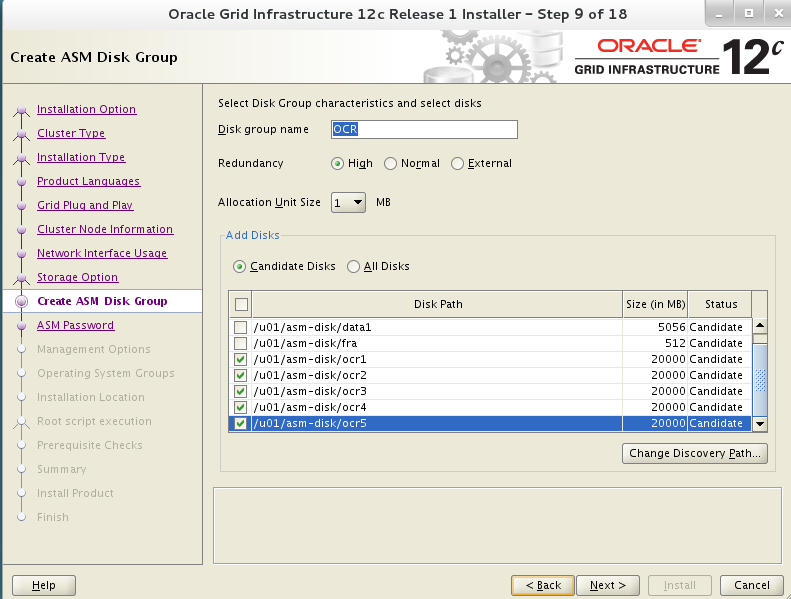 Oracle Grid Infrastructure 12c Release 1 Installer - Step 9 of 18
Create ASM Disk Group
ORACLE
GRID INFRASTRUCTURE
12c
Installation Option
Cluster Type
Installation Type
Product Languages
Grid Plug and Play
Cluster Node Information
Network Interface Usage
Storage Option
Create ASM Disk Group
ASM Password
Management Options
Operating System Groups
Installation Location
Root script execution
Prerequisite Checks
Summary
Install Product
Finish
Select Disk Group characteristics and select disks
Disk group name OCR
Redundancy High Normal External
Allocation Unit Size 1 MB
Add Disks
Candidate Disks All Disks
Disk Path Size (in MB) Status
/u01/asm-disk/data1 5056 Candidate
/u01/asm-disk/fra 512 Candidate
/u01/asm-disk/ocr1 20000 Candidate
/u01/asm-disk/ocr2 20000 Candidate
/u01/asm-disk/ocr3 20000 Candidate
/u01/asm-disk/ocr4 20000 Candidate
/u01/asm-disk/ocr5 20000 Candidate
Change Discovery Path...
Help < Back Next > Install Cancel